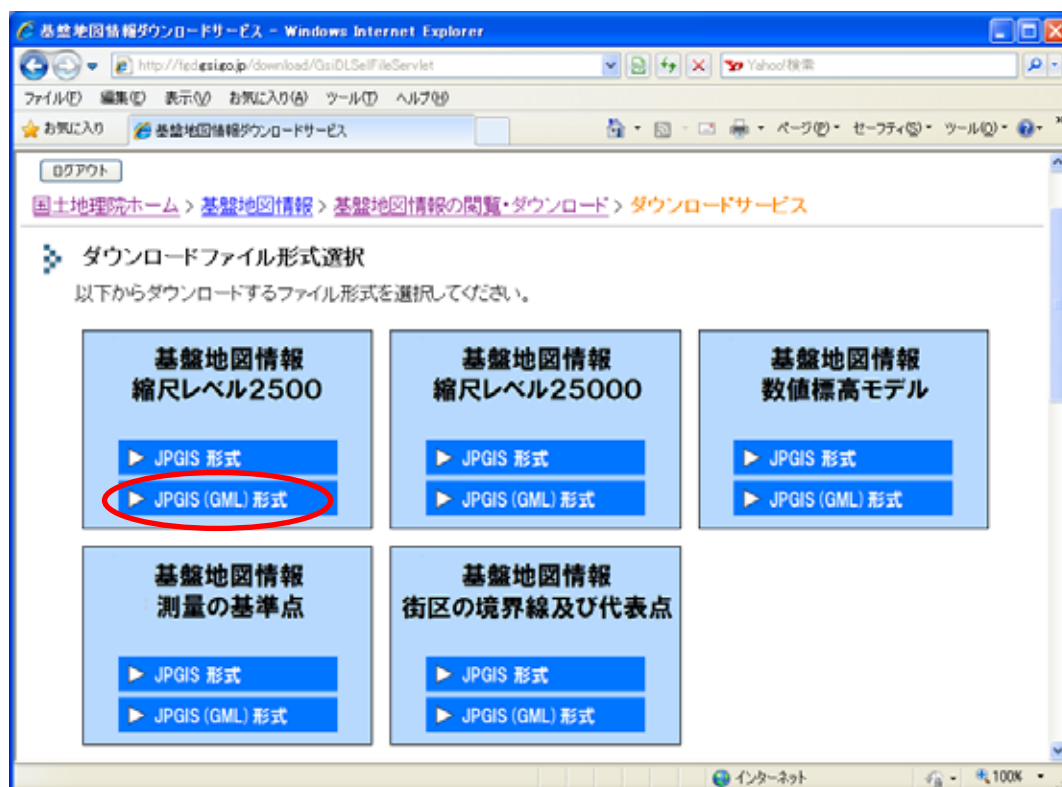 基盤地図情報ダウンロードサービス - Windows Internet Explorer
http://fgd.gsi.go.jp/download/GsiDLSelFileServlet
Yahoo!検索
ファイル(F) 編集(E) 表示(V) お気に入り(A) ツール(T) ヘルプ(H)
お気に入り 基盤地図情報ダウンロードサービス ページ(P) セーフティ(S) ツール(O)
ログアウト
国土地理院ホーム > 基盤地図情報 > 基盤地図情報の閲覧・ダウンロード > ダウンロードサービス
ダウンロードファイル形式選択
以下からダウンロードするファイル形式を選択してください。
基盤地図情報
縮尺レベル2500
JPGIS 形式
JPGIS (GML) 形式
基盤地図情報
縮尺レベル25000
JPGIS 形式
JPGIS (GML) 形式
基盤地図情報
数値標高モデル
JPGIS 形式
JPGIS (GML) 形式
基盤地図情報
測量の基準点
JPGIS 形式
JPGIS (GML) 形式
基盤地図情報
街区の境界線及び代表点
JPGIS 形式
JPGIS (GML) 形式
インターネット 100%